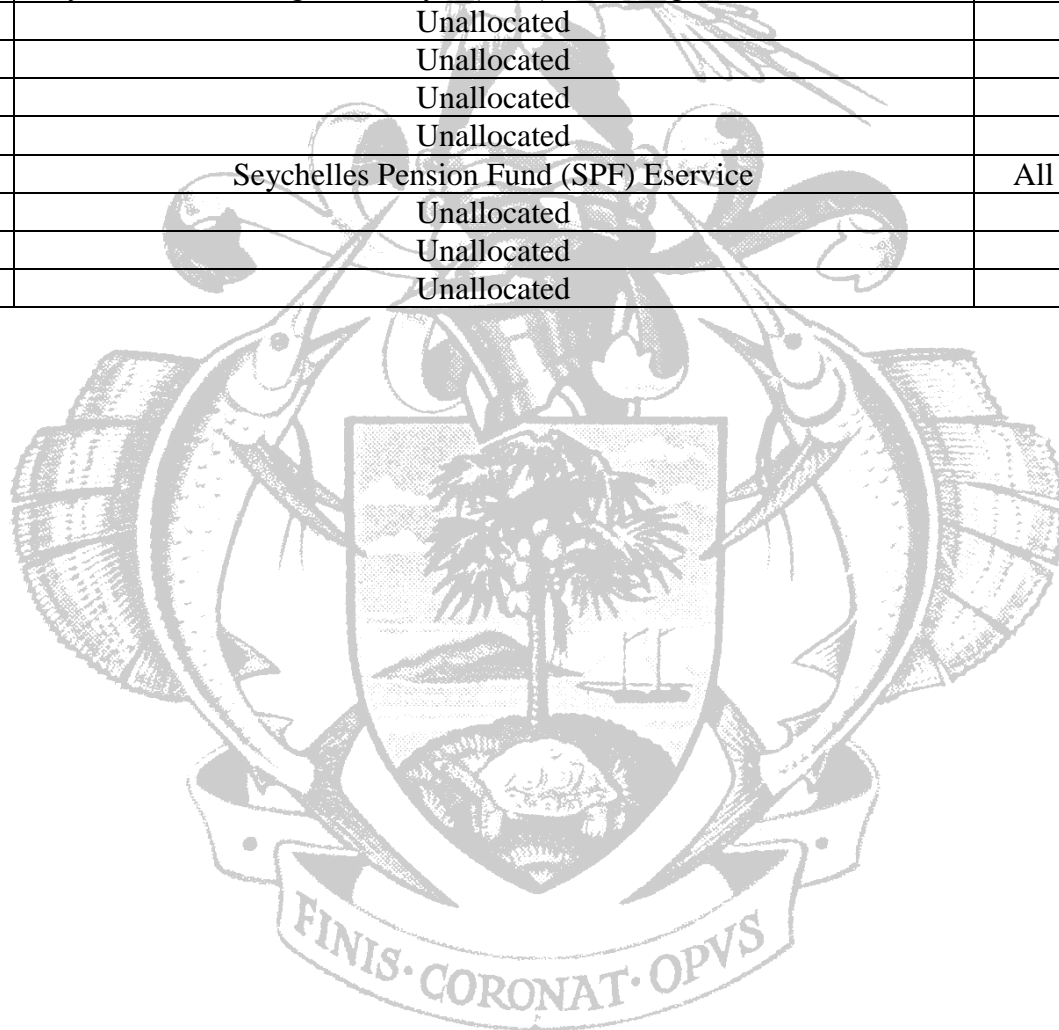 Unallocated
Unallocated
Unallocated
Unallocated
Seychelles Pension Fund (SPF) Eservice All
Unallocated
Unallocated
Unallocated
FINIS·CORONAT·OPVS